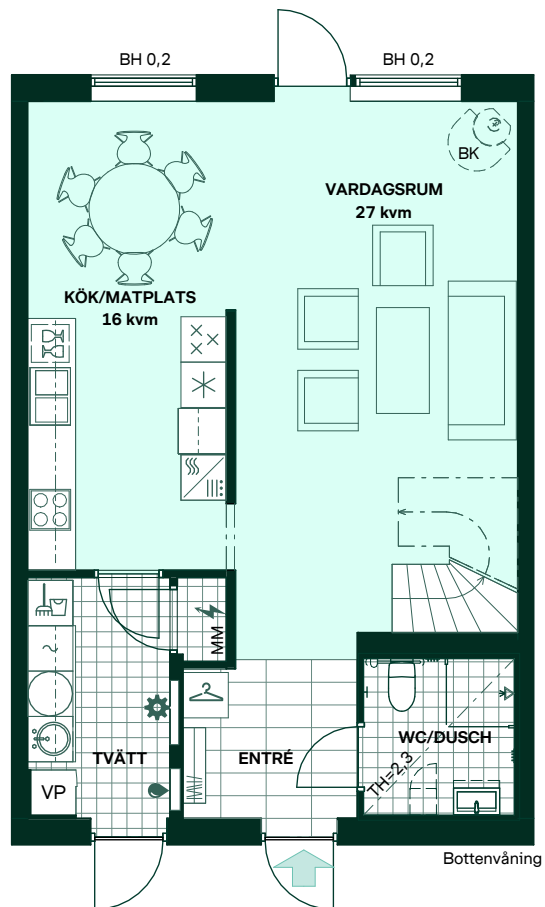 BH 0,2
BH 0,2
BK
VARDAGSRUM
27 kvm
KÖK/MATPLATS
16 kvm
MM
WC/DUSCH
TVÄTT
ENTRÉ
TH=2,3
VP
Bottenvåning